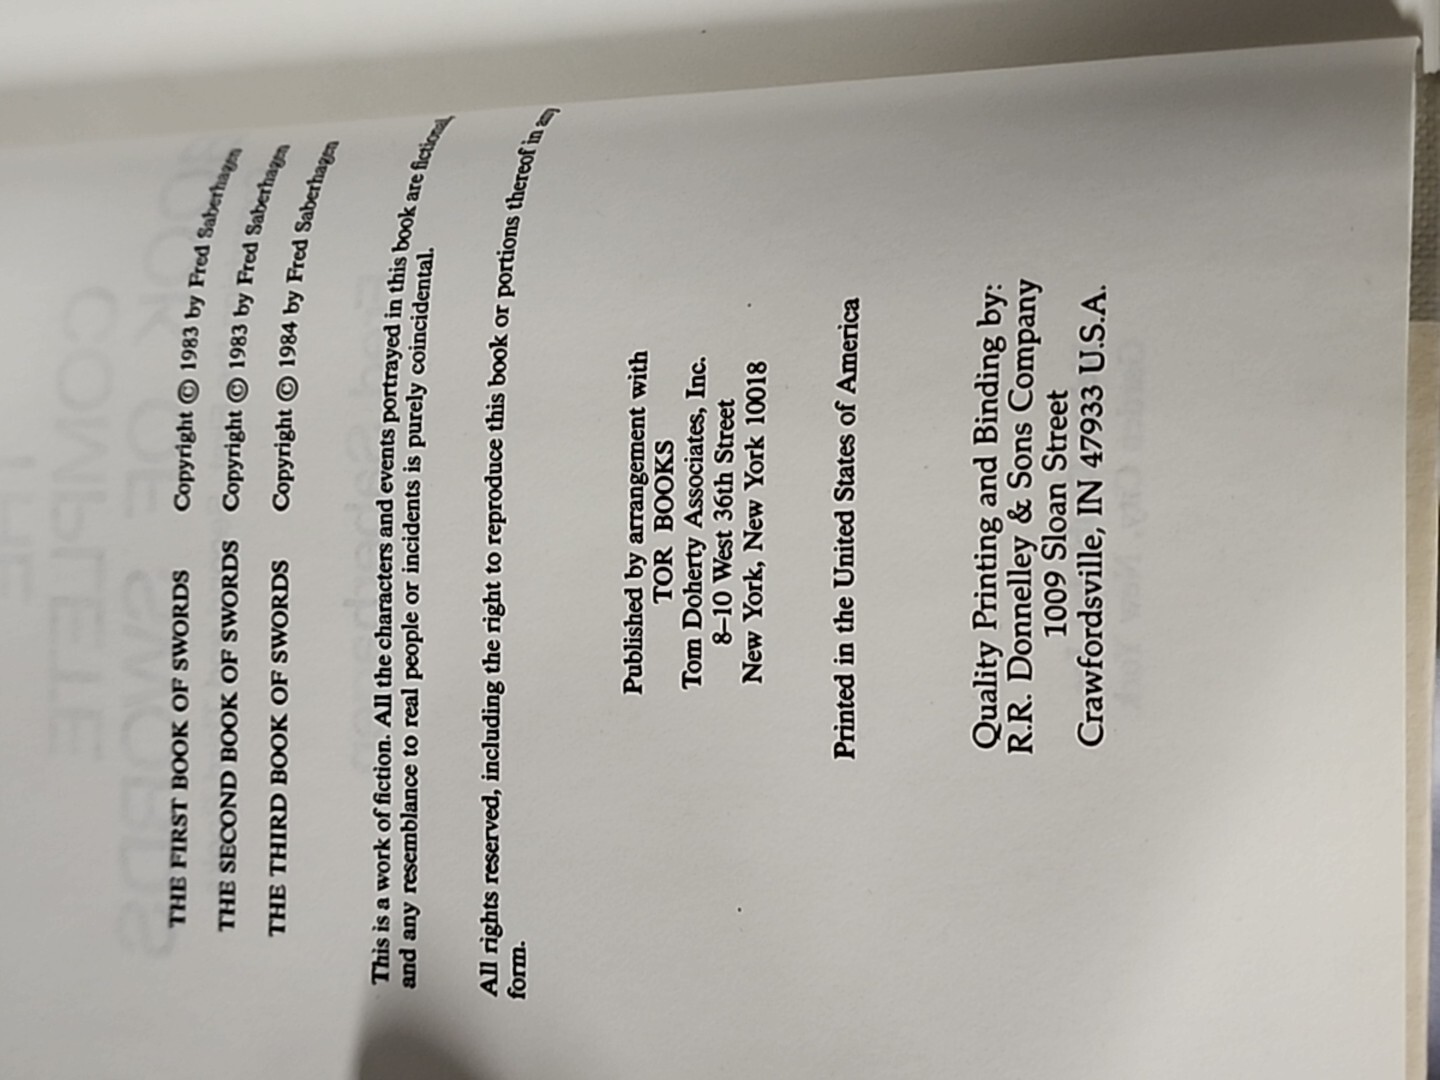 THE FIRST BOOK OF SWORDS Copyright © 1983 by Fred Saberhagen
THE SECOND BOOK OF SWORDS Copyright © 1983 by Fred Saberhagen
THE THIRD BOOK OF SWORDS Copyright © 1984 by Fred Saberhagen
This is a work of fiction. All the characters and events portrayed in this book are fictional,
and any resemblance to real people or incidents is purely coincidental.
All rights reserved, including the right to reproduce this book or portions thereof in any
form.
Published by arrangement with
TOR BOOKS
Tom Doherty Associates, Inc.
8–10 West 36th Street
New York, New York 10018
Printed in the United States of America
Quality Printing and Binding by:
R.R. Donnelley & Sons Company
1009 Sloan Street
Crawfordsville, IN 47933 U.S.A.